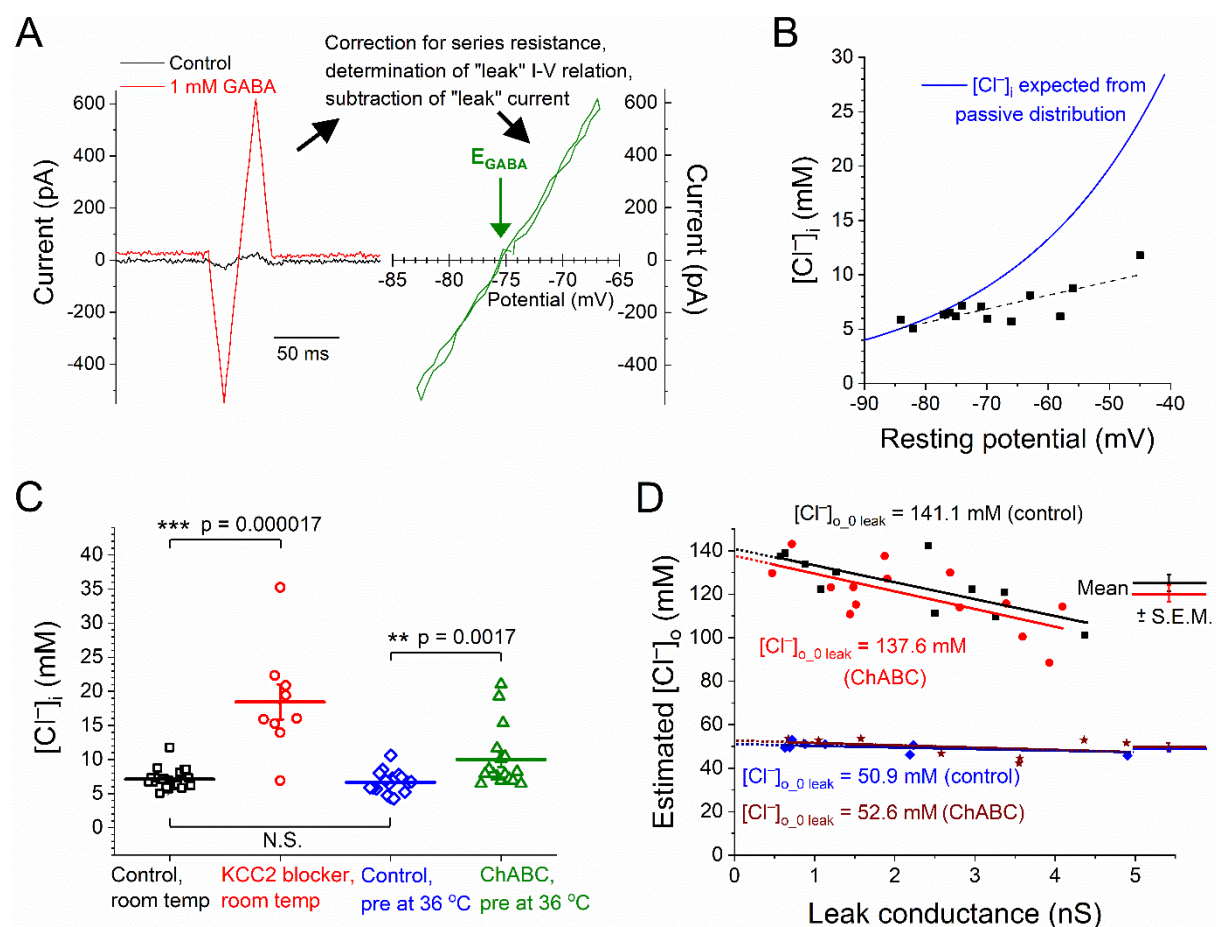 A
Control
1 mM GABA
Correction for series resistance,
determination of "leak" I-V relation,
subtraction of "leak" current
600
400
200
0
-200
-400
Current (pA)
50 ms
E_GABA
-85
-80
-75
-70
-65
Potential (mV)
600
400
200
0
-200
-400
Current (pA)
B
[Cl⁻]ᵢ expected from
passive distribution
30
25
20
15
10
5
0
[Cl⁻]ᵢ (mM)
-90
-80
-70
-60
-50
-40
Resting potential (mV)
C
*** p = 0.000017
** p = 0.0017
40
35
30
25
20
15
10
5
0
[Cl⁻]ᵢ (mM)
N.S.
Control,
room temp
KCC2 blocker,
room temp
Control,
pre at 36 °C
ChABC,
pre at 36 °C
D
[Cl⁻]o_0 leak = 141.1 mM (control)
140
120
100
80
60
40
20
0
Estimated [Cl⁻]o (mM)
Mean
± S.E.M.
[Cl⁻]o_0 leak = 137.6 mM
(ChABC)
[Cl⁻]o_0 leak = 50.9 mM (control)
[Cl⁻]o_0 leak = 52.6 mM (ChABC)
0
1
2
3
4
5
Leak conductance (nS)